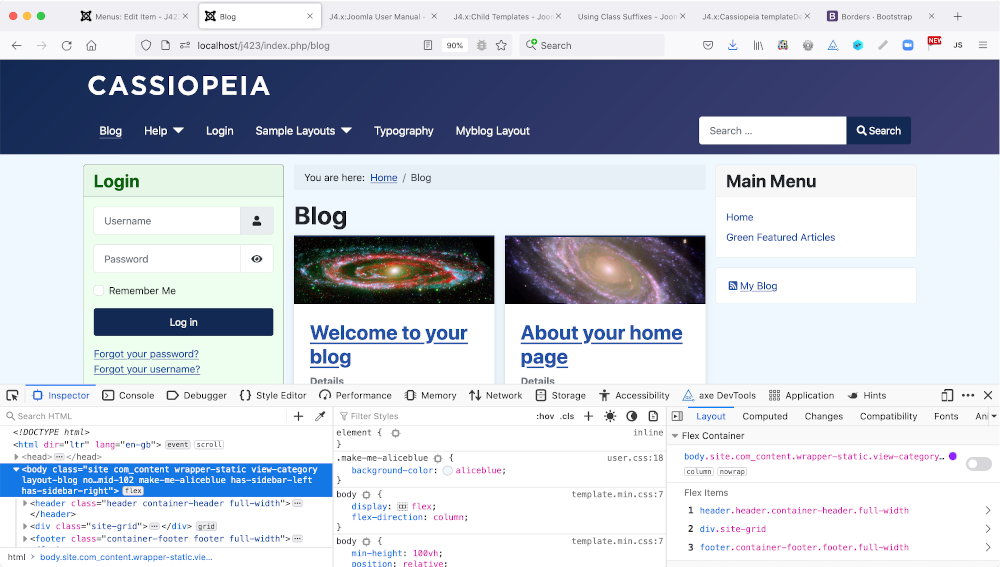 Menus: Edit Item - J42
Blog
J4.x:Joomla User Manual -
J4.x:Child Templates - Joom
Using Class Suffixes - Joom
J4.x:Cassiopeia templateDe
Borders · Bootstrap
localhost/j423/index.php/blog
90%
Search
NEW
JS
CASSIOPEIA
Blog
Help
Login
Sample Layouts
Typography
Myblog Layout
Search …
Search
Login
Username
Password
Remember Me
Log in
Forgot your password?
Forgot your username?
You are here: Home / Blog
Blog
Welcome to your
blog
Details
About your home
page
Details
Main Menu
Home
Green Featured Articles
My Blog
Inspector
Console
Debugger
Style Editor
Performance
Memory
Network
Storage
Accessibility
axe DevTools
Application
Hints
Search HTML
<!DOCTYPE html>
<html dir="ltr" lang="en-gb"> event scroll
<head> </head>
<body class="site com_content wrapper-static view-category
layout-blog no…mid-102 make-me-aliceblue has-sidebar-left
has-sidebar-right"> flex
<header class="header container-header full-width">
</header>
<div class="site-grid"> </div> grid
<footer class="container-footer footer full-width">
html
body.site.com_content.wrapper-static.vie…
Filter Styles
:hov .cls
element { inline
}
.make-me-aliceblue { user.css:18
background-color: aliceblue;
}
body { template.min.css:7
display: flex;
flex-direction: column;
}
body { template.min.css:7
min-height: 100vh;
position: relative;
Layout
Computed
Changes
Compatibility
Fonts
Ani
Flex Container
body.site.com_content.wrapper-static.view-category…
column nowrap
Flex Items
1 header.header.container-header.full-width
2 div.site-grid
3 footer.container-footer.footer.full-width